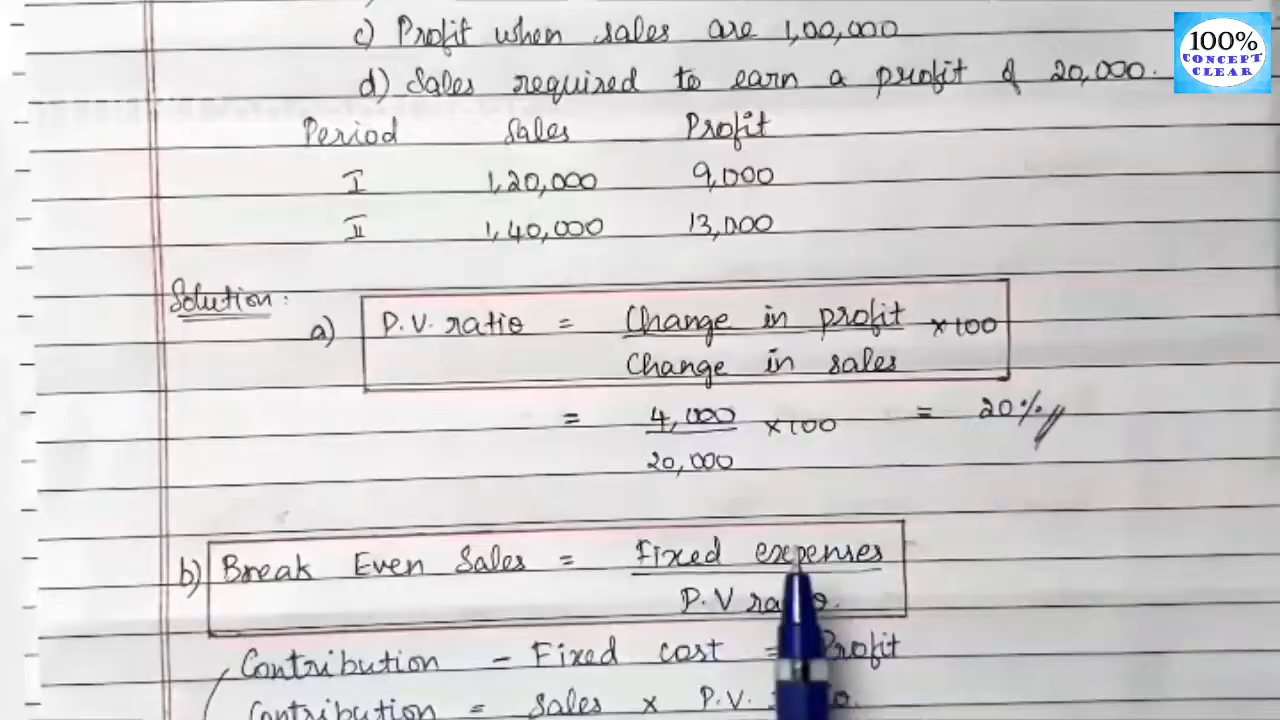 c) Profit when sales are 1,00,000
d) Sales required to earn a profit of 20,000.
Period Sales Profit
I 1,20,000 9,000
II 1,40,000 13,000
Solution:
a) P.V. ratio = Change in profit × 100
Change in sales
= 4,000 × 100 = 20%
20,000
b) Break Even Sales = Fixed expenses
P.V
Contribution - Fixed cost = Profit
Contribution = Sales × P.V.
100%
CONCEPT
CLEAR